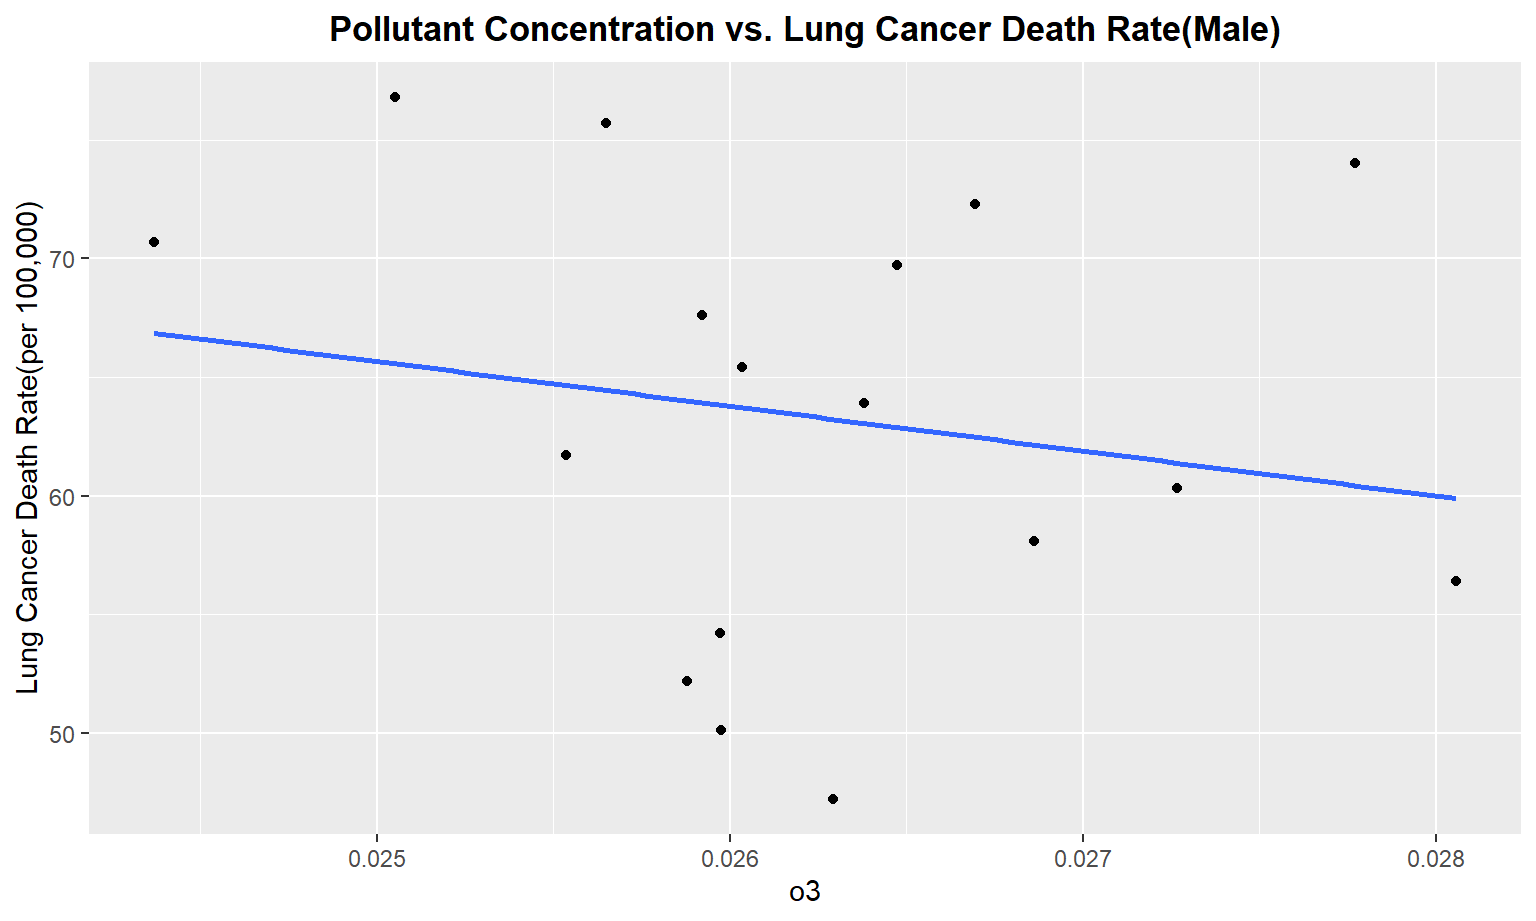 Pollutant Concentration vs. Lung Cancer Death Rate(Male)
Lung Cancer Death Rate(per 100,000)
70
60
50
0.025 0.026 0.027 0.028
o3